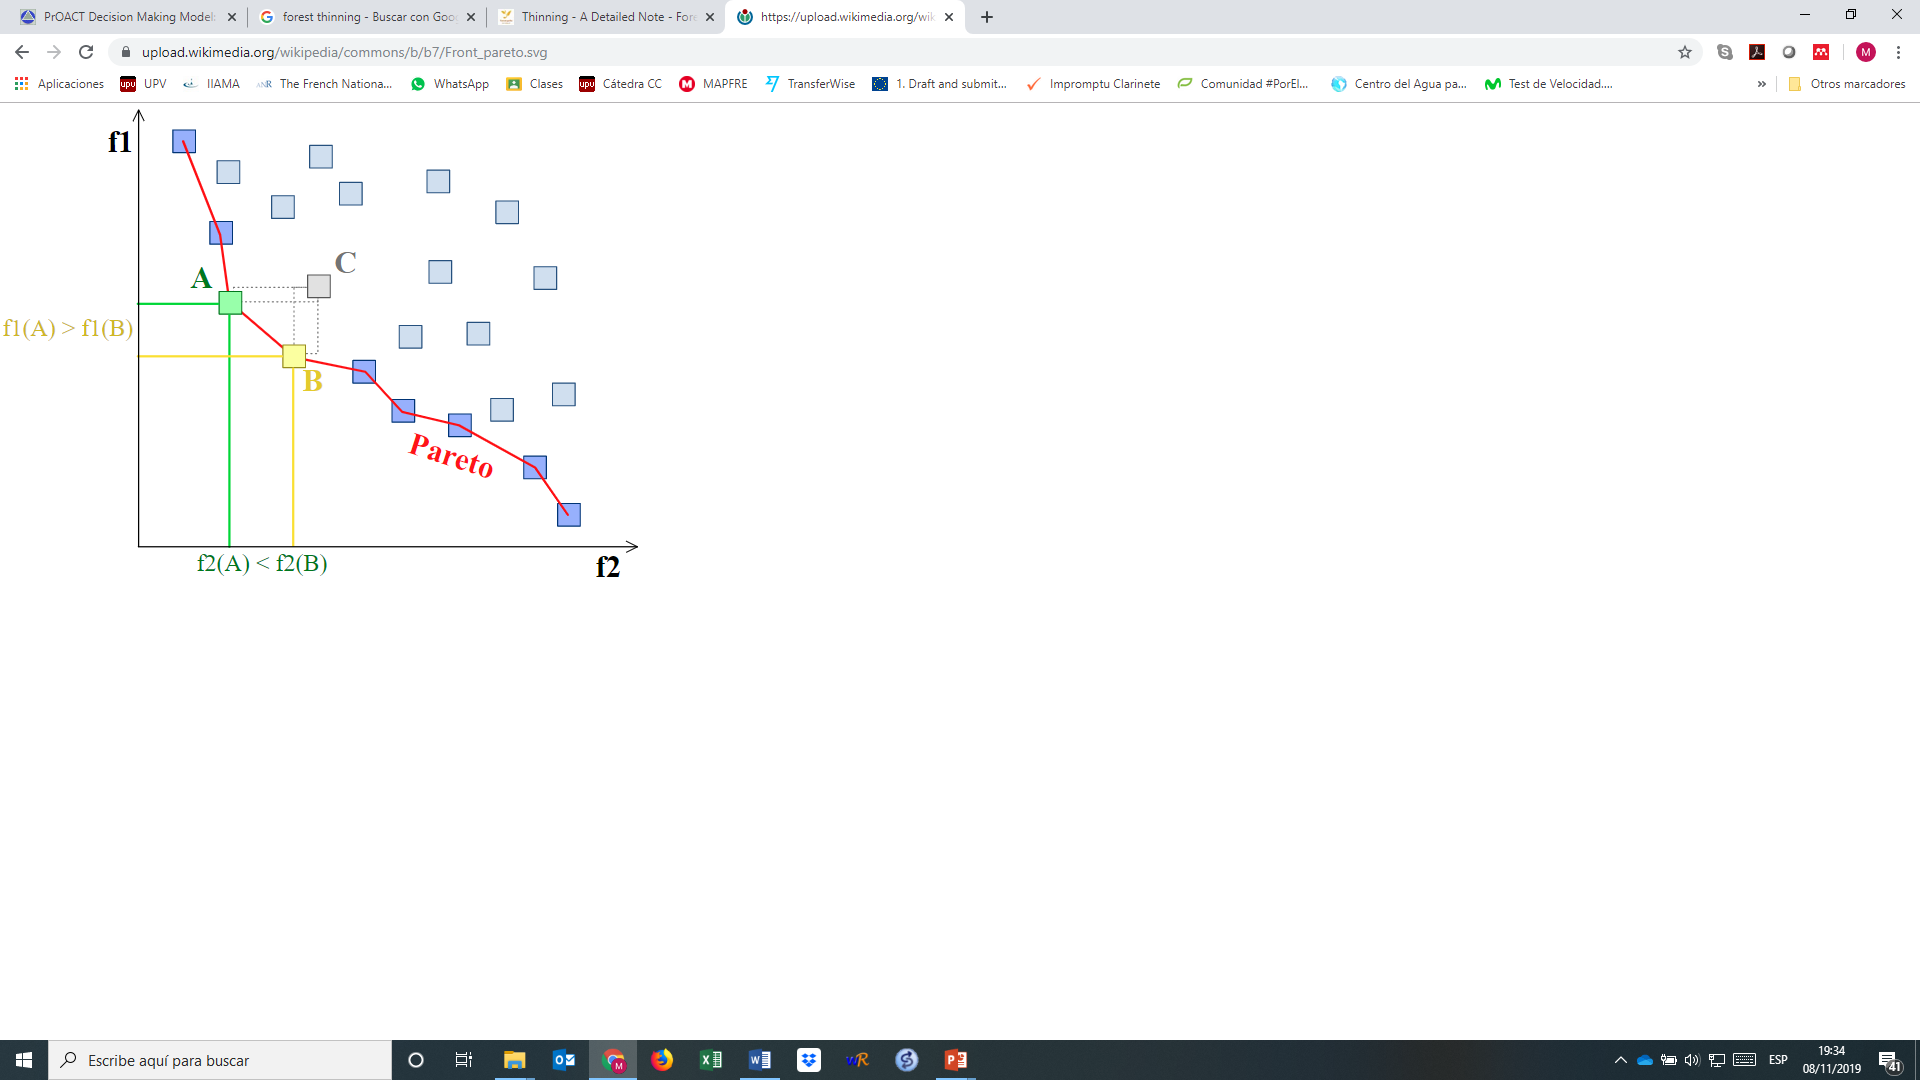 PrOACT Decision Making Model:
forest thinning - Buscar con Goo
Thinning - A Detailed Note - Fore
https://upload.wikimedia.org/wik
upload.wikimedia.org/wikipedia/commons/b/b7/Front_pareto.svg
M
Aplicaciones
upv UPV
IIAMA
The French Nationa...
WhatsApp
Clases
upv Cátedra CC
MAPFRE
TransferWise
1. Draft and submit...
Impromptu Clarinete
Comunidad #PorEl...
Centro del Agua pa...
Test de Velocidad....
»
Otros marcadores
f1
C
A
f1(A) > f1(B)
B
Pareto
f2(A) < f2(B)
f2
Escribe aquí para buscar
ESP
19:34
08/11/2019
41